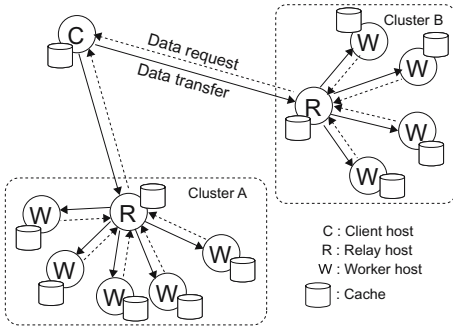 C
Data request
Data transfer
Cluster B
W
W
R
W
W
Cluster A
R
W
W
W
W
W
C : Client host
R : Relay host
W : Worker host
: Cache